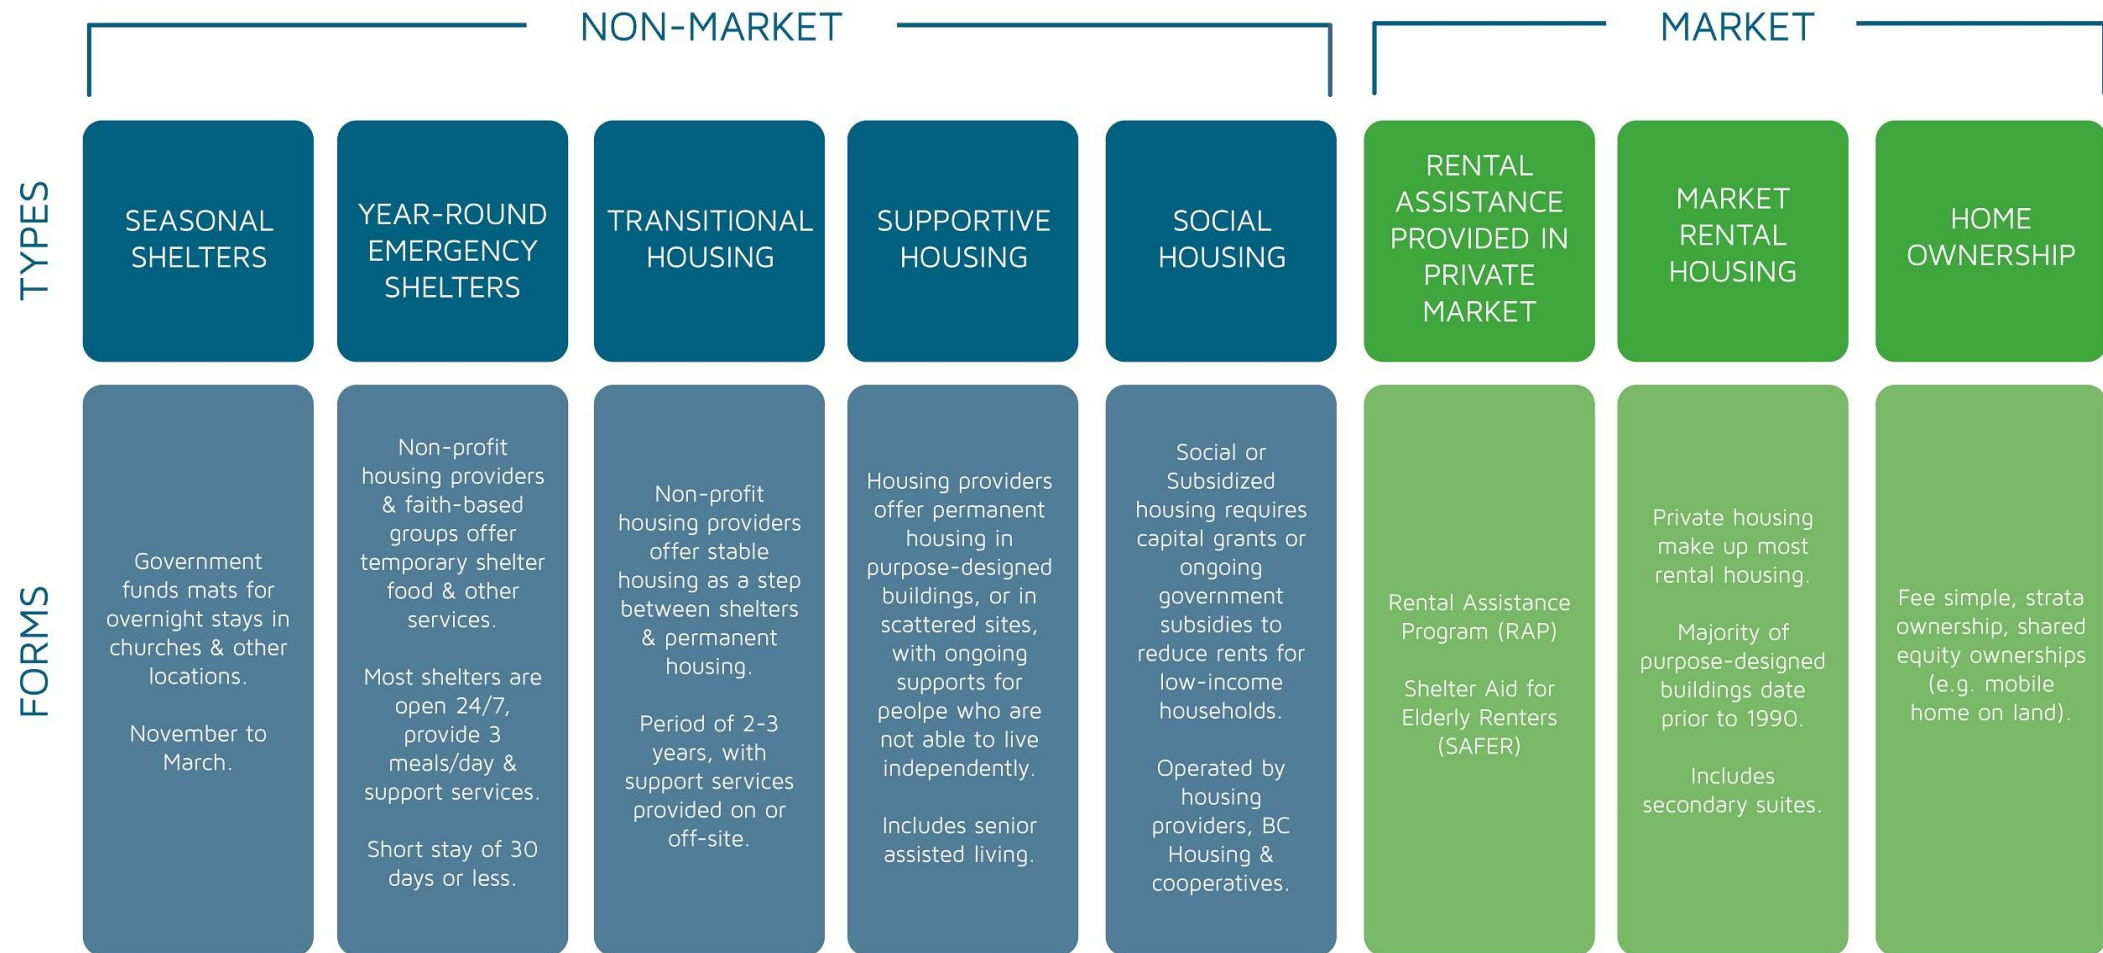 NON-MARKET
MARKET
TYPES
SEASONAL
SHELTERS
YEAR-ROUND
EMERGENCY
SHELTERS
TRANSITIONAL
HOUSING
SUPPORTIVE
HOUSING
SOCIAL
HOUSING
RENTAL
ASSISTANCE
PROVIDED IN
PRIVATE
MARKET
MARKET
RENTAL
HOUSING
HOME
OWNERSHIP
FORMS
Government
funds mats for
overnight stays in
churches & other
locations.
November to
March.
Non-profit
housing providers
& faith-based
groups offer
temporary shelter
food & other
services.
Most shelters are
open 24/7,
provide 3
meals/day &
support services.
Short stay of 30
days or less.
Non-profit
housing providers
offer stable
housing as a step
between shelters
& permanent
housing.
Period of 2-3
years, with
support services
provided on or
off-site.
Housing providers
offer permanent
housing in
purpose-designed
buildings, or in
scattered sites,
with ongoing
supports for
peolpe who are
not able to live
independently.
Includes senior
assisted living.
Social or
Subsidized
housing requires
capital grants or
ongoing
government
subsidies to
reduce rents for
low-income
households.
Operated by
housing
providers, BC
Housing &
cooperatives.
Rental Assistance
Program (RAP)
Shelter Aid for
Elderly Renters
(SAFER)
Private housing
make up most
rental housing.
Majority of
purpose-designed
buildings date
prior to 1990.
Includes
secondary suites.
Fee simple, strata
ownership, shared
equity ownerships
(e.g. mobile
home on land).